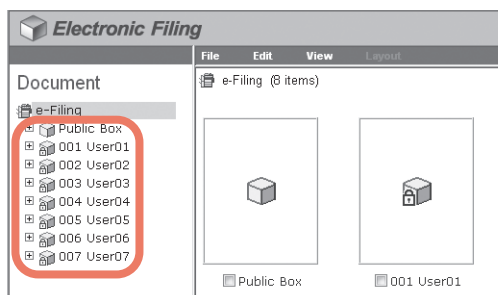 Electronic Filing
File Edit View Layout
Document
e-Filing
Public Box
001 User01
002 User02
003 User03
004 User04
005 User05
006 User06
007 User07
e-Filing (8 items)
Public Box
001 User01